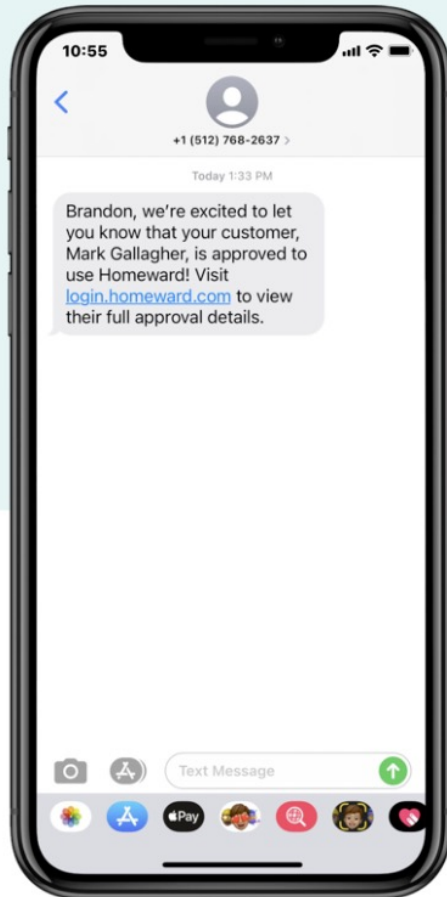 10:55
+1 (512) 768-2637 >
Today 1:33 PM
Brandon, we’re excited to let
you know that your customer,
Mark Gallagher, is approved to
use Homeward! Visit
login.homeward.com to view
their full approval details.
Text Message
Pay